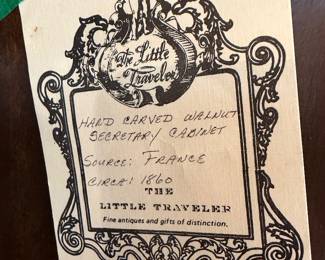 The Little
Traveler
HAND CARVED WALNUT
SECRETARY CABINET
SOURCE: FRANCE
CIRCA: 1860
THE
LITTLE TRAVELER
Fine antiques and gifts of distinction.